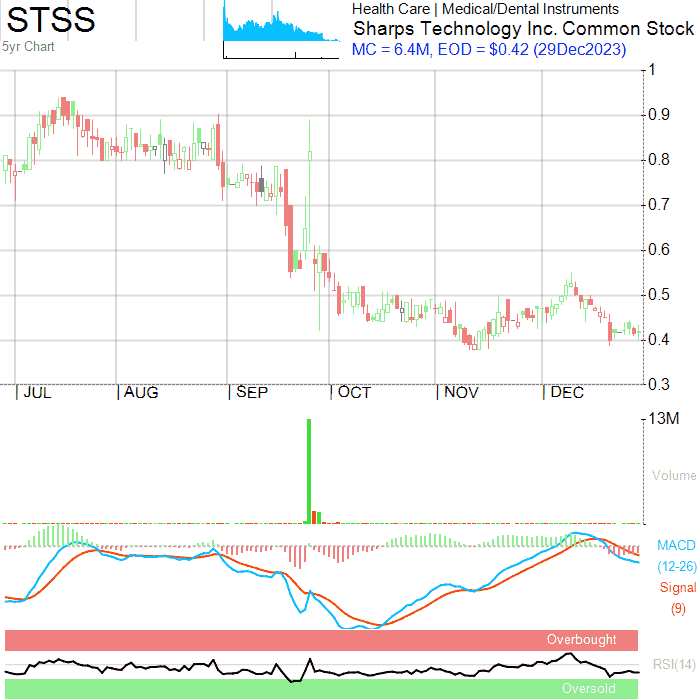 STSS
5yr Chart
Health Care | Medical/Dental Instruments
Sharps Technology Inc. Common Stock
MC = 6.4M, EOD = $0.42 (29Dec2023)
1
0.9
0.8
0.7
0.6
0.5
0.4
0.3
JUL AUG SEP OCT NOV DEC
13M
Volume
MACD
(12-26)
Signal
(9)
Overbought
RSI(14)
Oversold